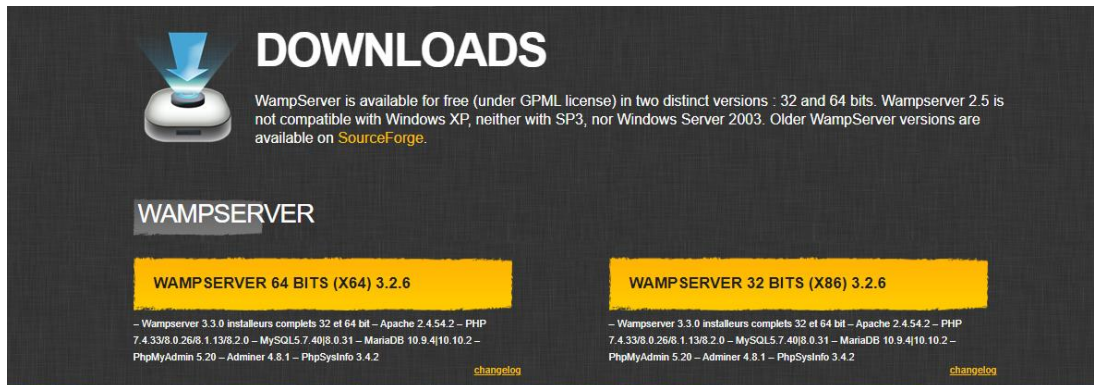 DOWNLOADS
WampServer is available for free (under GPML license) in two distinct versions : 32 and 64 bits. Wampserver 2.5 is
not compatible with Windows XP, neither with SP3, nor Windows Server 2003. Older WampServer versions are
available on SourceForge.
WAMPSERVER
WAMPSERVER 64 BITS (X64) 3.2.6
– Wampserver 3.3.0 installeurs complets 32 et 64 bit – Apache 2.4.54.2 – PHP
7.4.33/8.0.26/8.1.13/8.2.0 – MySQL5.7.40|8.0.31 – MariaDB 10.9.4|10.10.2 –
PhpMyAdmin 5.20 – Adminer 4.8.1 – PhpSysInfo 3.4.2
changelog
WAMPSERVER 32 BITS (X86) 3.2.6
– Wampserver 3.3.0 installeurs complets 32 et 64 bit – Apache 2.4.54.2 – PHP
7.4.33/8.0.26/8.1.13/8.2.0 – MySQL5.7.40|8.0.31 – MariaDB 10.9.4|10.10.2 –
PhpMyAdmin 5.20 – Adminer 4.8.1 – PhpSysInfo 3.4.2
changelog